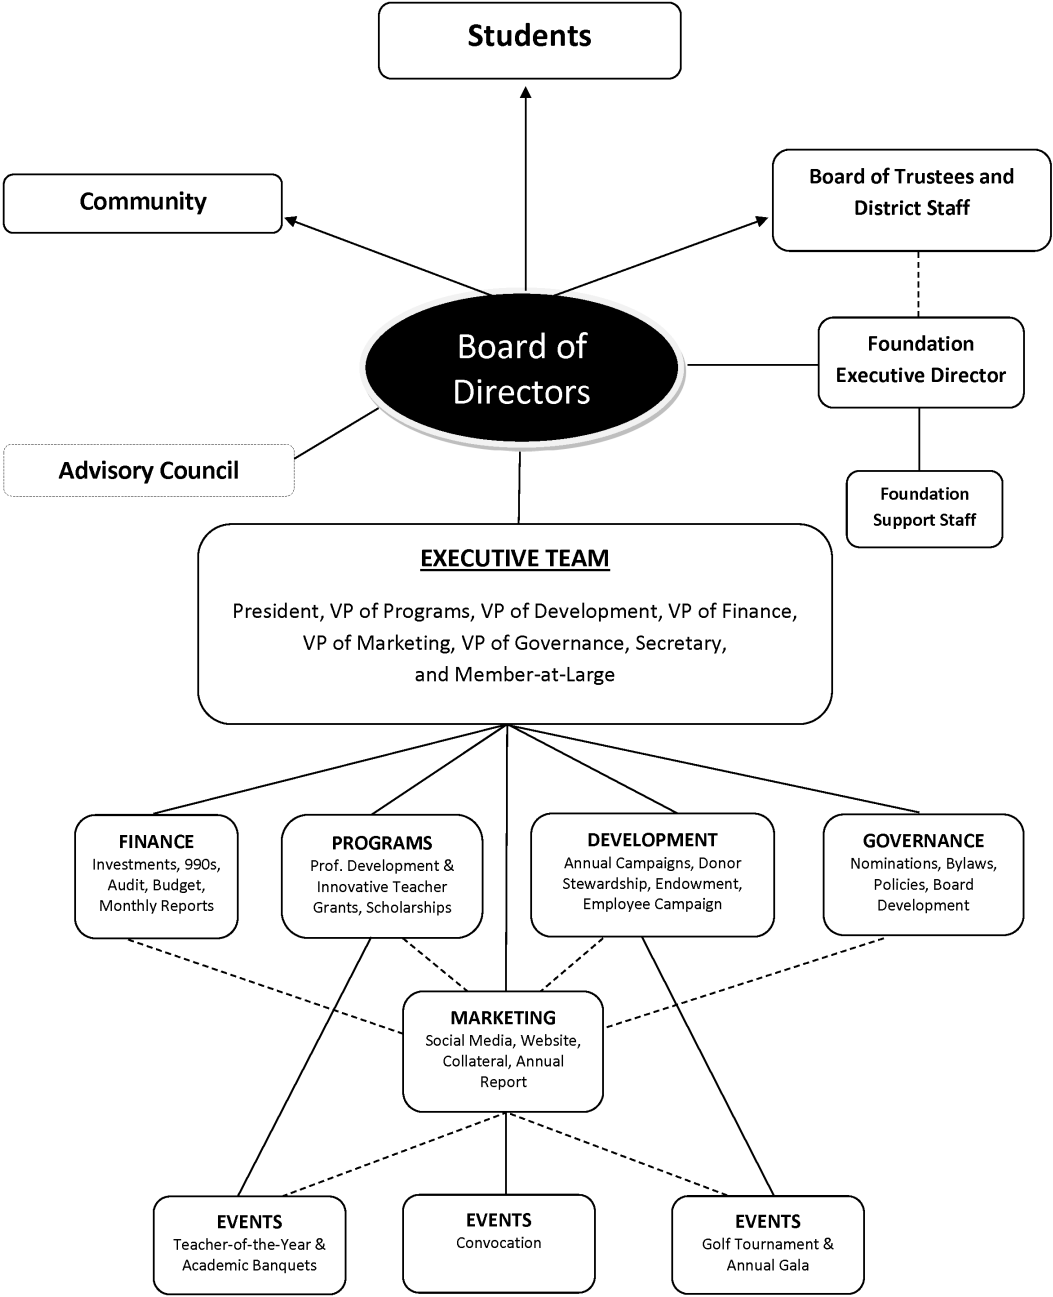 Students
Community
Board of Trustees and
District Staff
Board of
Directors
Foundation
Executive Director
Advisory Council
Foundation
Support Staff
EXECUTIVE TEAM
President, VP of Programs, VP of Development, VP of Finance,
VP of Marketing, VP of Governance, Secretary,
and Member-at-Large
FINANCE
Investments, 990s,
Audit, Budget,
Monthly Reports
PROGRAMS
Prof. Development &
Innovative Teacher
Grants, Scholarships
DEVELOPMENT
Annual Campaigns, Donor
Stewardship, Endowment,
Employee Campaign
GOVERNANCE
Nominations, Bylaws,
Policies, Board
Development
MARKETING
Social Media, Website,
Collateral, Annual
Report
EVENTS
Teacher-of-the-Year &
Academic Banquets
EVENTS
Convocation
EVENTS
Golf Tournament &
Annual Gala